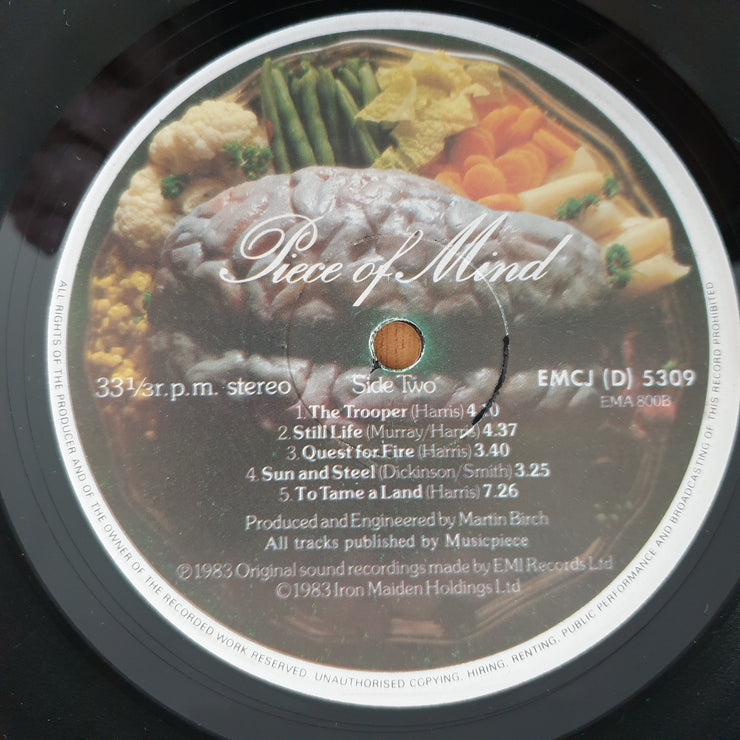 Piece of Mind
33⅓r.p.m. stereo
Side Two
EMCJ (D) 5309
EMA 800B
1. The Trooper (Harris) 4.10
2. Still Life (Murray/Harris) 4.37
3. Quest for Fire (Harris) 3.40
4. Sun and Steel (Dickinson/Smith) 3.25
5. To Tame a Land (Harris) 7.26
Produced and Engineered by Martin Birch
All tracks published by Musicpiece
℗1983 Original sound recordings made by EMI Records Ltd
©1983 Iron Maiden Holdings Ltd
ALL RIGHTS OF THE PRODUCER AND OF THE OWNER OF THE RECORDED WORK RESERVED. UNAUTHORISED COPYING, HIRING, RENTING, PUBLIC PERFORMANCE AND BROADCASTING OF THIS RECORD PROHIBITED